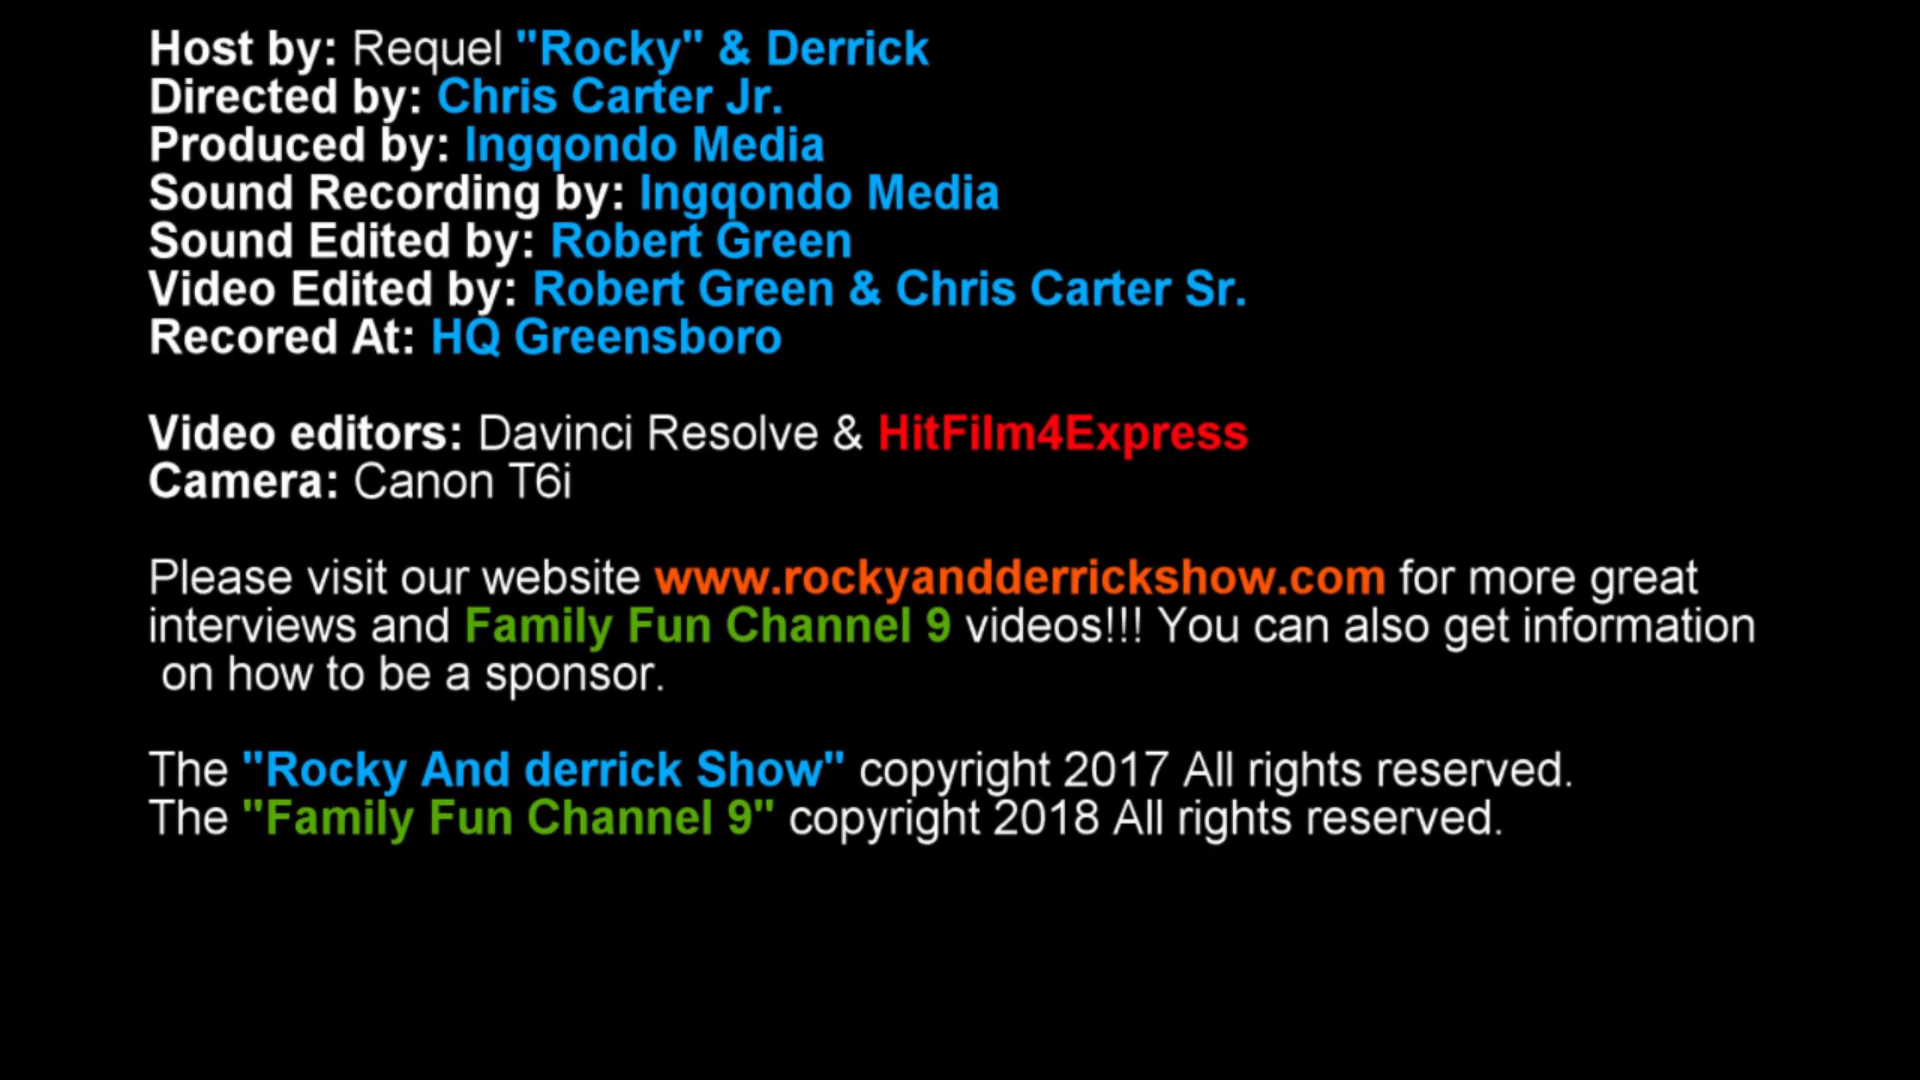 Host by: Requel "Rocky" & Derrick
Directed by: Chris Carter Jr.
Produced by: Ingqondo Media
Sound Recording by: Ingqondo Media
Sound Edited by: Robert Green
Video Edited by: Robert Green & Chris Carter Sr.
Recored At: HQ Greensboro
Video editors: Davinci Resolve & HitFilm4Express
Camera: Canon T6i
Please visit our website www.rockyandderrickshow.com for more great
interviews and Family Fun Channel 9 videos!!! You can also get information
on how to be a sponsor.
The "Rocky And derrick Show" copyright 2017 All rights reserved.
The "Family Fun Channel 9" copyright 2018 All rights reserved.